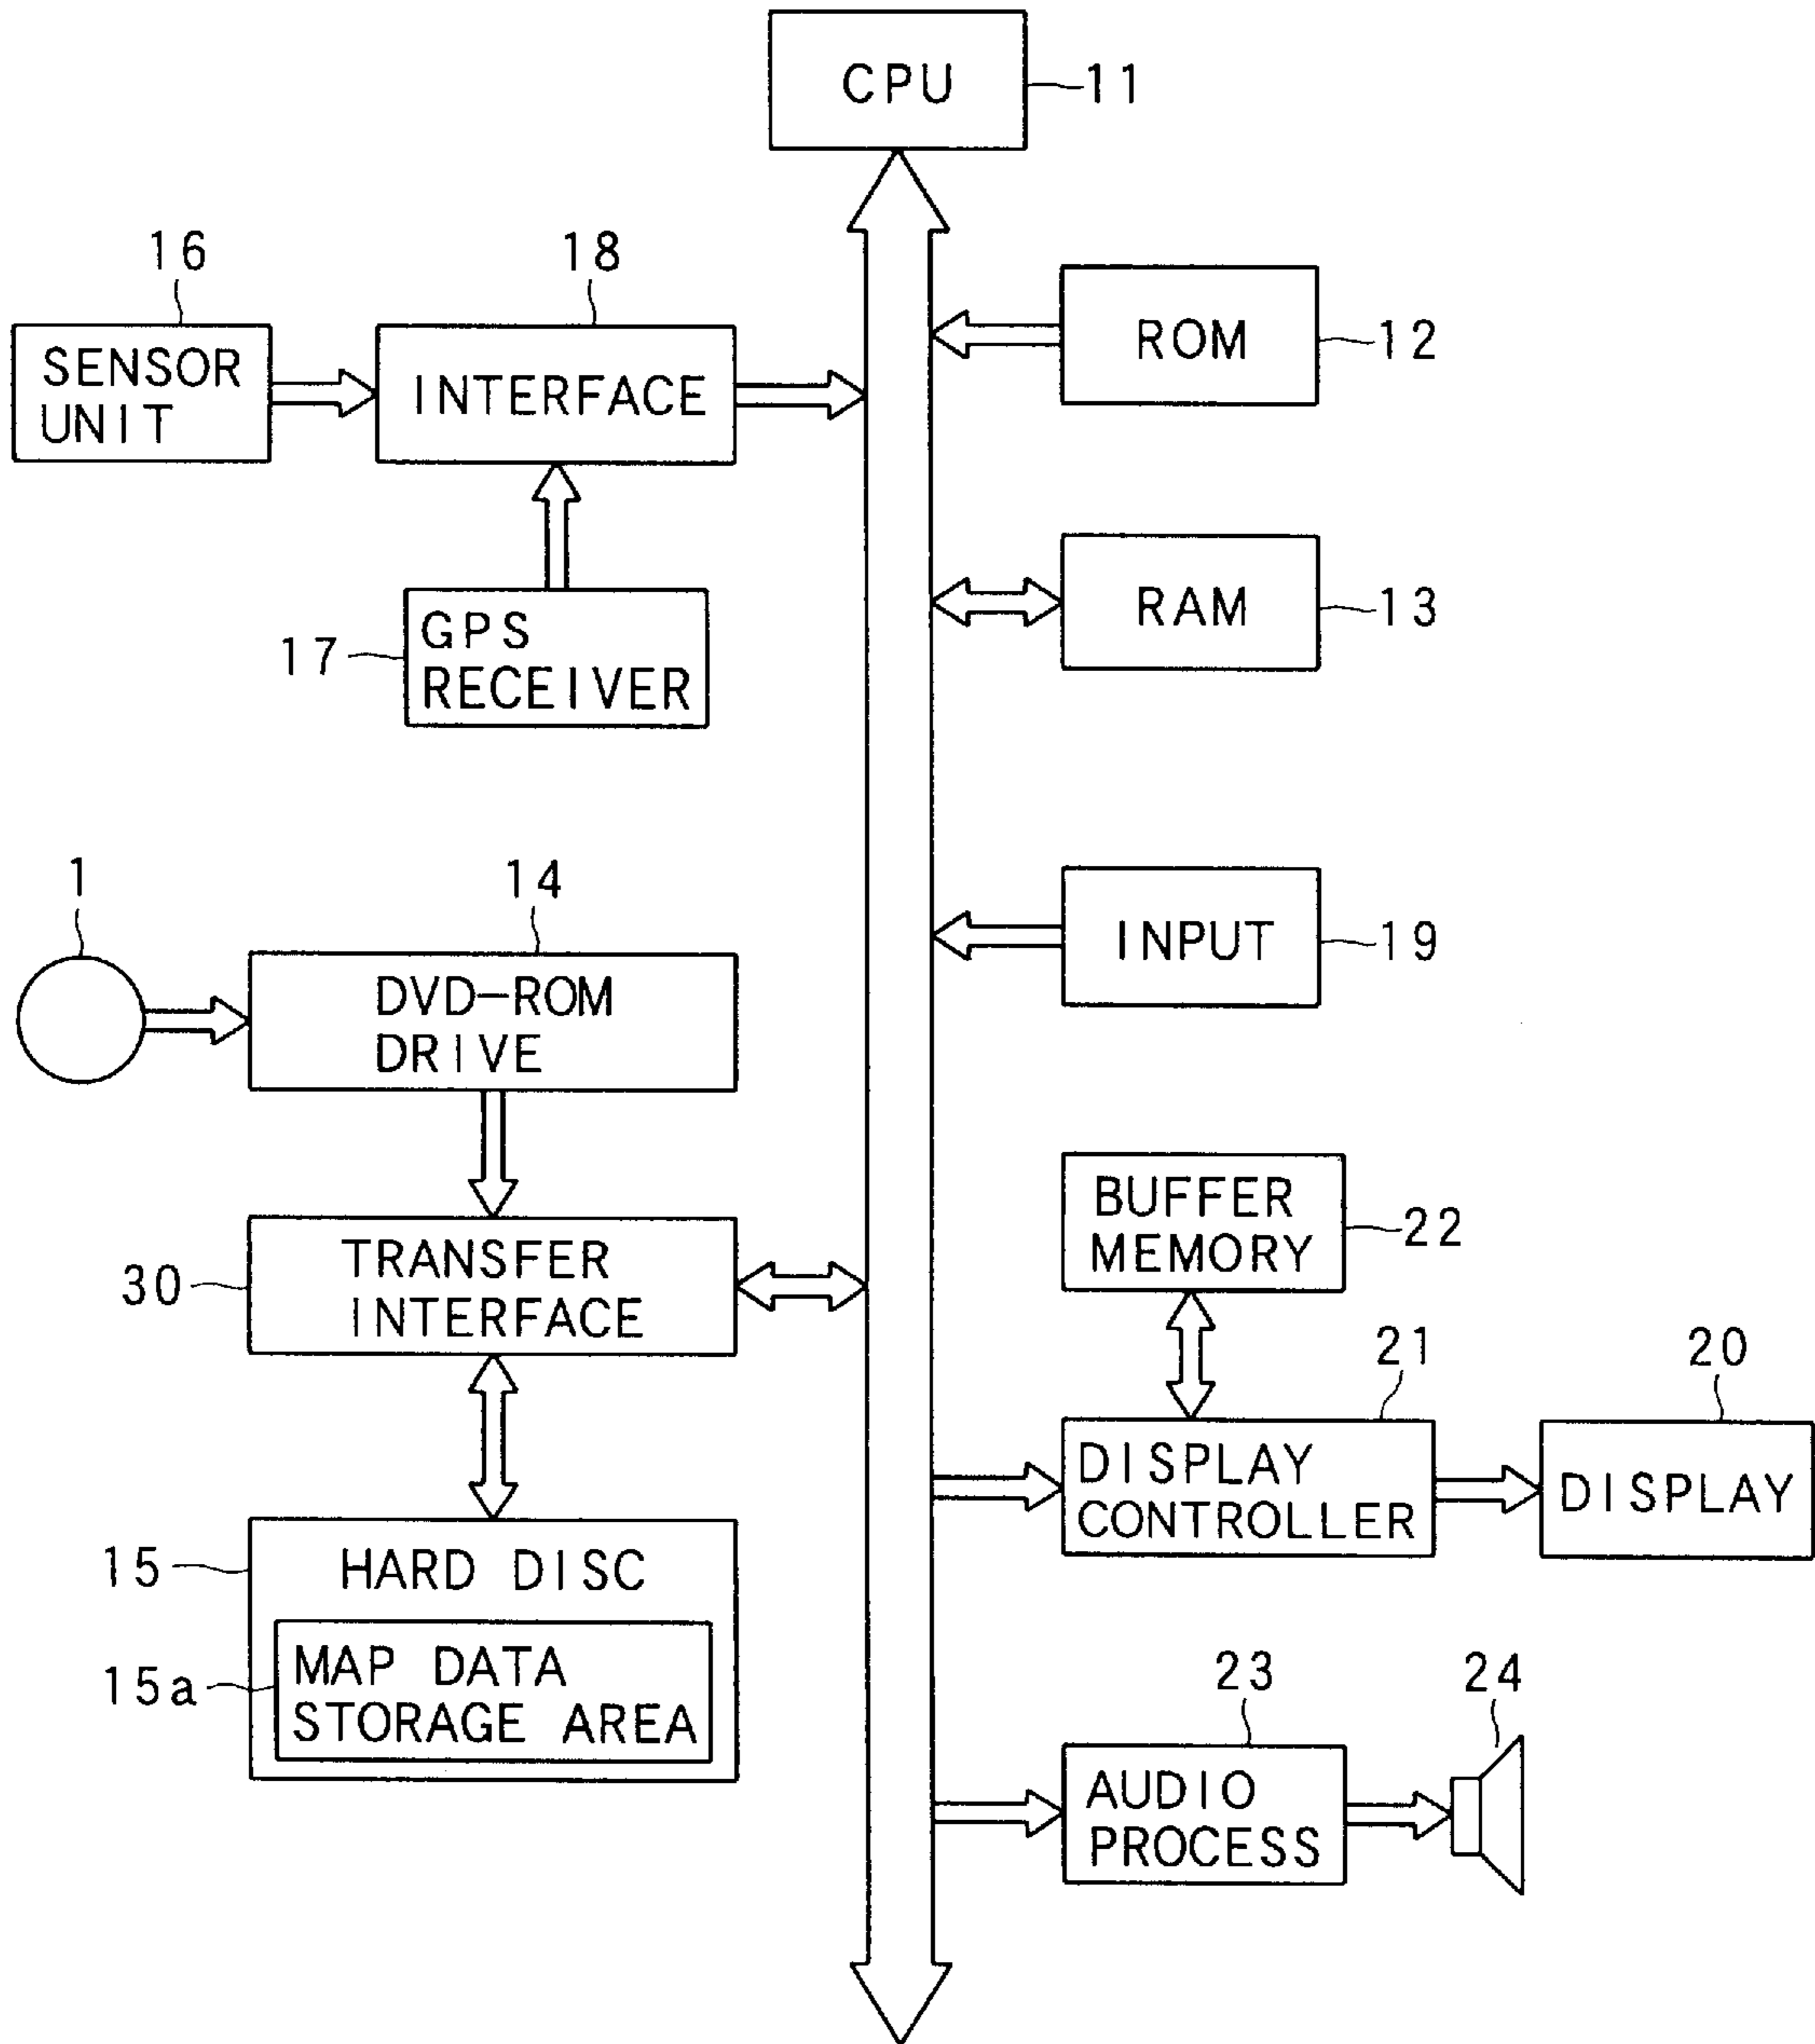 CPU
11
16
18
SENSOR
UNIT
INTERFACE
ROM
12
17
GPS
RECEIVER
RAM
13
1
14
DVD-ROM
DRIVE
INPUT
19
30
TRANSFER
INTERFACE
BUFFER
MEMORY
22
21
20
DISPLAY
CONTROLLER
DISPLAY
15
HARD DISC
15a
MAP DATA
STORAGE AREA
23
24
AUDIO
PROCESS